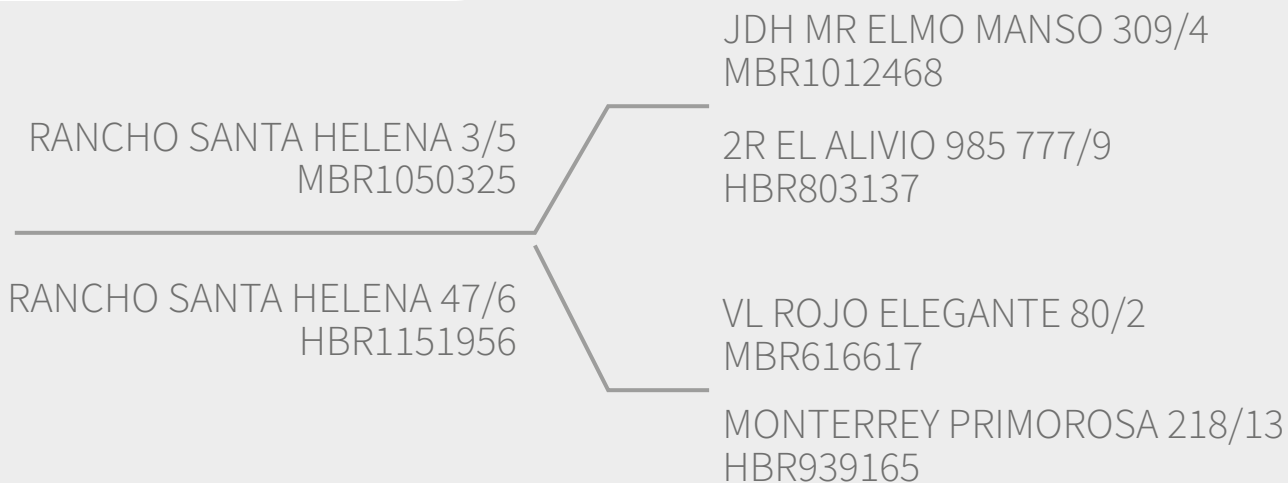 RANCHO SANTA HELENA 3/5
MBR1050325
RANCHO SANTA HELENA 47/6
HBR1151956
JDH MR ELMO MANSO 309/4
MBR1012468
2R EL ALIVIO 985 777/9
HBR803137
VL ROJO ELEGANTE 80/2
MBR616617
MONTERREY PRIMOROSA 218/13
HBR939165